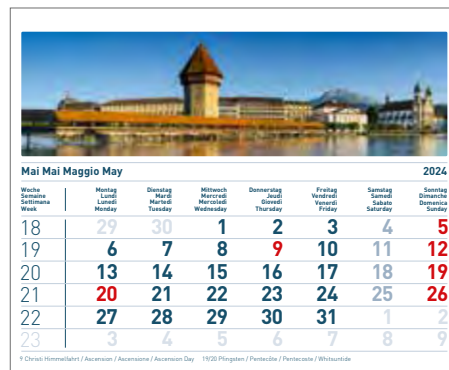 Mai Mai Maggio May 2024
Woche Montag Dienstag Mittwoch Donnerstag Freitag Samstag Sonntag
Semaine Lundi Mardi Mercredi Jeudi Vendredi Samedi Dimanche
Settimana Lunedì Martedì Mercoledì Giovedì Venerdì Sabato Domenica
Week Monday Tuesday Wednesday Thursday Friday Saturday Sunday
18 29 30 1 2 3 4 5
19 6 7 8 9 10 11 12
20 13 14 15 16 17 18 19
21 20 21 22 23 24 25 26
22 27 28 29 30 31 1 2
23 3 4 5 6 7 8 9
9 Christi Himmelfahrt / Ascension / Ascensione / Ascension Day 19/20 Pfingsten / Pentecôte / Pentecoste / Whitsuntide